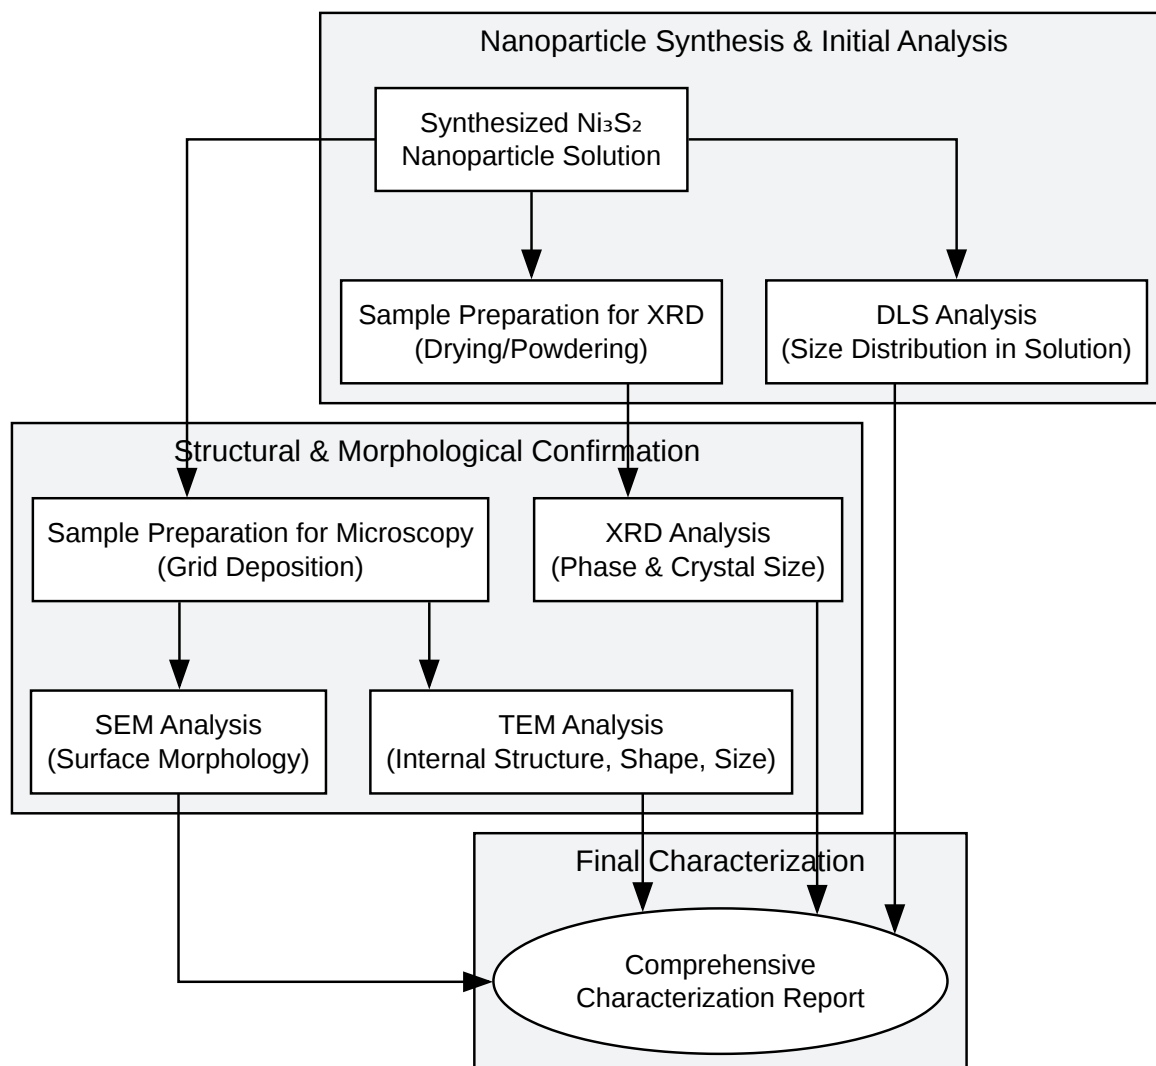 Nanoparticle Synthesis & Initial Analysis
Synthesized Ni₃S₂
Nanoparticle Solution
Sample Preparation for XRD
(Drying/Powdering)
DLS Analysis
(Size Distribution in Solution)
Structural & Morphological Confirmation
Sample Preparation for Microscopy
(Grid Deposition)
XRD Analysis
(Phase & Crystal Size)
SEM Analysis
(Surface Morphology)
TEM Analysis
(Internal Structure, Shape, Size)
Final Characterization
Comprehensive
Characterization Report